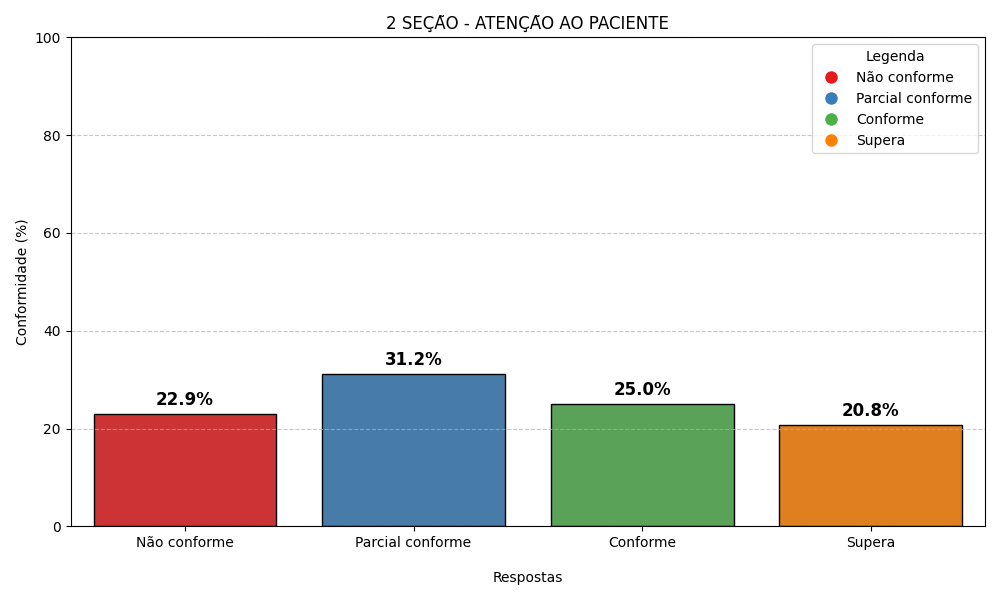 2 SEÇÃO - ATENÇÃO AO PACIENTE
Conformidade (%)
100
80
60
40
20
0
Legenda
Não conforme
Parcial conforme
Conforme
Supera
22.9%
31.2%
25.0%
20.8%
Não conforme
Parcial conforme
Conforme
Supera
Respostas